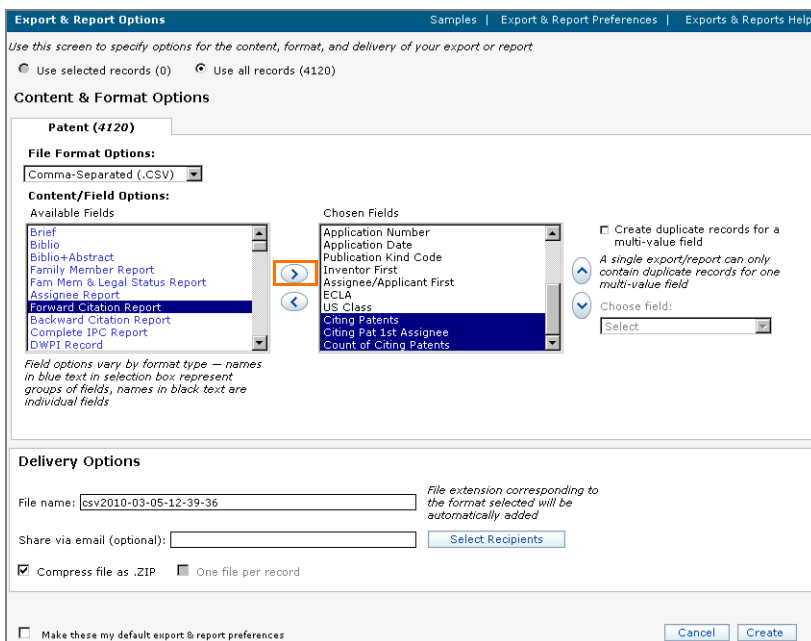 Export & Report Options
Samples | Export & Report Preferences | Exports & Reports Help
Use this screen to specify options for the content, format, and delivery of your export or report
Use selected records (0) Use all records (4120)
Content & Format Options
Patent (4120)
File Format Options:
Comma-Separated (.CSV)
Content/Field Options:
Available Fields
Brief
Biblio
Biblio+Abstract
Family Member Report
Fam Mem & Legal Status Report
Assignee Report
Forward Citation Report
Backward Citation Report
Complete IPC Report
DWPI Record
Field options vary by format type — names
in blue text in selection box represent
groups of fields, names in black text are
individual fields
Chosen Fields
Application Number
Application Date
Publication Kind Code
Inventor First
Assignee/Applicant First
ECLA
US Class
Citing Patents
Citing Pat 1st Assignee
Count of Citing Patents
Create duplicate records for a
multi-value field
A single export/report can only
contain duplicate records for one
multi-value field
Choose field:
Select
Delivery Options
File name: csv2010-03-05-12-39-36
File extension corresponding to
the format selected will be
automatically added
Share via email (optional):
Select Recipients
Compress file as .ZIP One file per record
Make these my default export & report preferences
Cancel Create